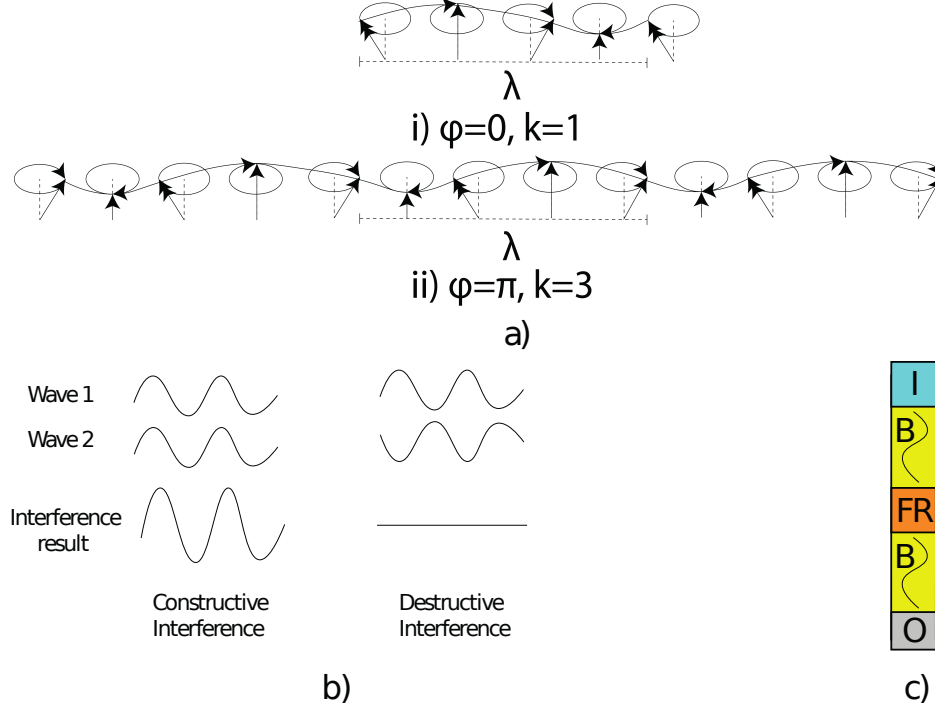 λ
i) φ=0, k=1
λ
ii) φ=π, k=3
a)
Wave 1
Wave 2
Interference
result
Constructive
Interference
Destructive
Interference
b)
I
B
FR
B
O
c)